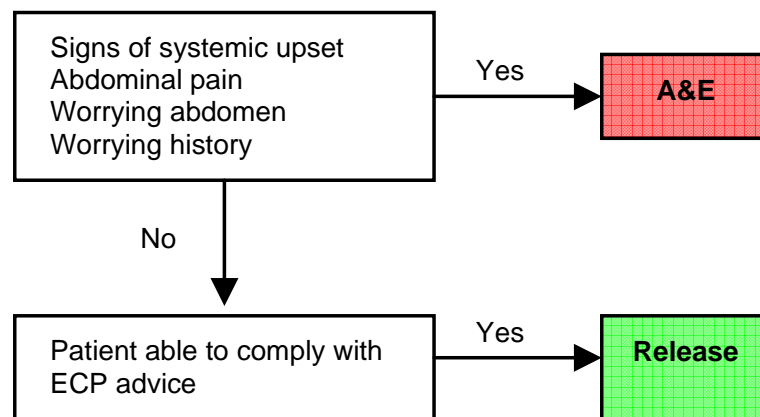 Signs of systemic upset
Abdominal pain
Worrying abdomen
Worrying history
Yes
A&E
No
Patient able to comply with
ECP advice
Yes
Release